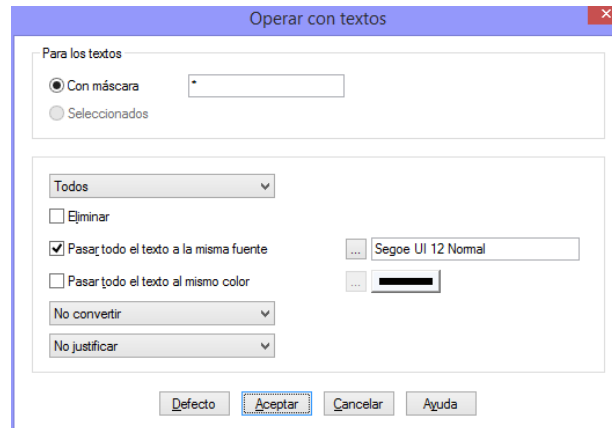 Operar con textos
Para los textos
Con máscara *
Seleccionados
Todos
Eliminar
Pasar todo el texto a la misma fuente ... Segoe UI 12 Normal
Pasar todo el texto al mismo color ...
No convertir
No justificar
Defecto Aceptar Cancelar Ayuda